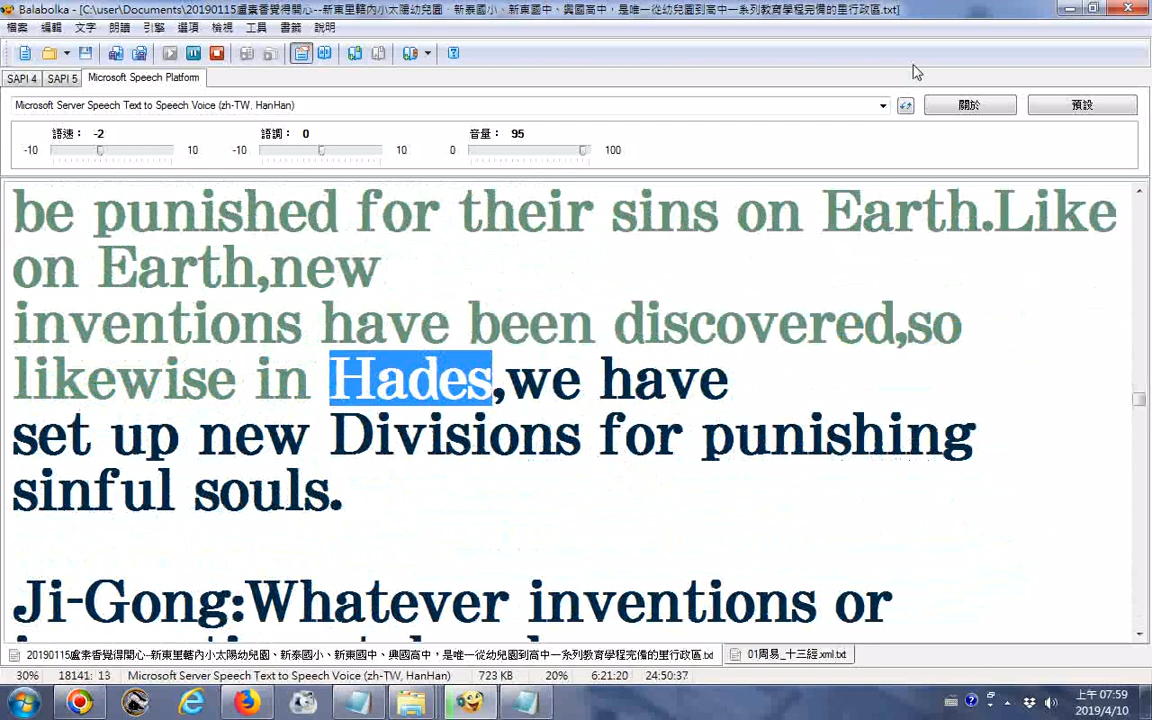 Balabolka - [C:\user\Documents\20190115盧素香覺得開心--新東里轄內小太陽幼兒園、新泰國小、新東國中、興國高中，是唯一從幼兒園到高中一系列教育學程完備的里行政區.txt]
檔案 編輯 文字 朗讀 引擎 選項 檢視 工具 書籤 說明
SAPI 4 SAPI 5 Microsoft Speech Platform
Microsoft Server Speech Text to Speech Voice (zh-TW, HanHan) 關於 預設
語速： -2 語調： 0 音量： 95
-10 10 -10 10 0 100
be punished for their sins on Earth.Like
on Earth,new
inventions have been discovered,so
likewise in Hades,we have
set up new Divisions for punishing
sinful souls.
Ji-Gong:Whatever inventions or
20190115盧素香覺得開心--新東里轄內小太陽幼兒園、新泰國小、新東國中、興國高中，是唯一從幼兒園到高中一系列教育學程完備的里行政區.txt 01周易_十三經.xml.txt
30% 18141: 13 Microsoft Server Speech Text to Speech Voice (zh-TW, HanHan) 723 KB 20% 6:21:20 24:50:37
上午 07:59
2019/4/10